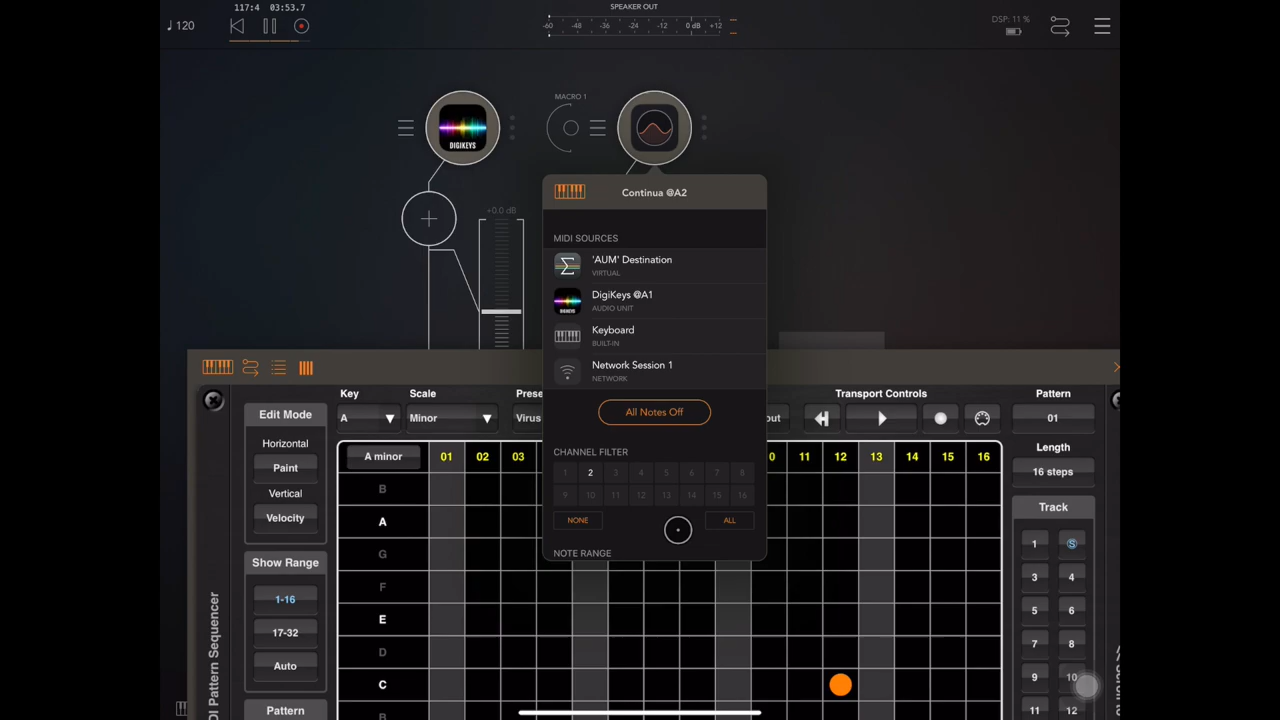 117:4 03:53.7
120
SPEAKER OUT
-60 -48 -36 -24 -12 0 dB +12
DSP: 11 %
MACRO 1
DIGIKEYS
+0.0 dB
Continua @A2
MIDI SOURCES
'AUM' Destination
VIRTUAL
DigiKeys @A1
AUDIO UNIT
Keyboard
BUILT-IN
Network Session 1
NETWORK
All Notes Off
CHANNEL FILTER
1 2 3 4 5 6 7 8
9 10 11 12 13 14 15 16
NONE ALL
NOTE RANGE
Edit Mode
Horizontal
Paint
Vertical
Velocity
Show Range
1-16
17-32
Auto
Pattern
Key Scale
A Minor Virus
Transport Controls
Pattern
01
Length
16 steps
Track
1 S
3 4
5 6
7 8
9 10
11 12
A minor 01 02 03 11 12 13 14 15 16
B
A
G
F
E
D
C
DI Pattern Sequencer